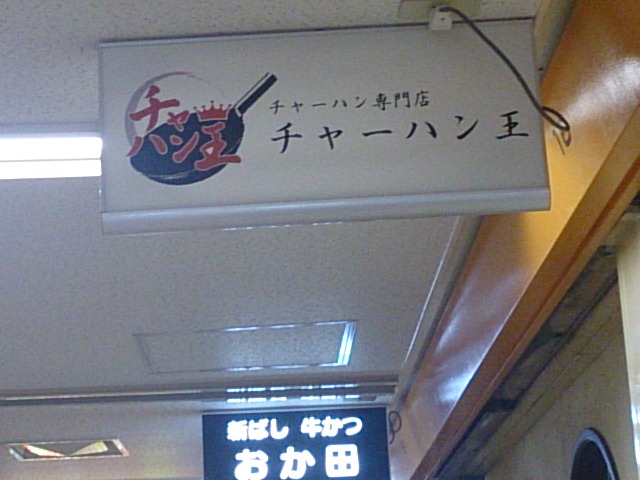 チャーハン専門店
チャーハン王
チャ
ハン王
新ばし 牛かつ
おか田